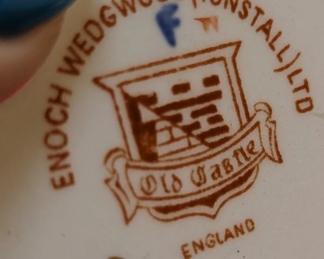 ENOCH WEDGWOOD (TUNSTALL) LTD
F
Old Castle
ENGLAND